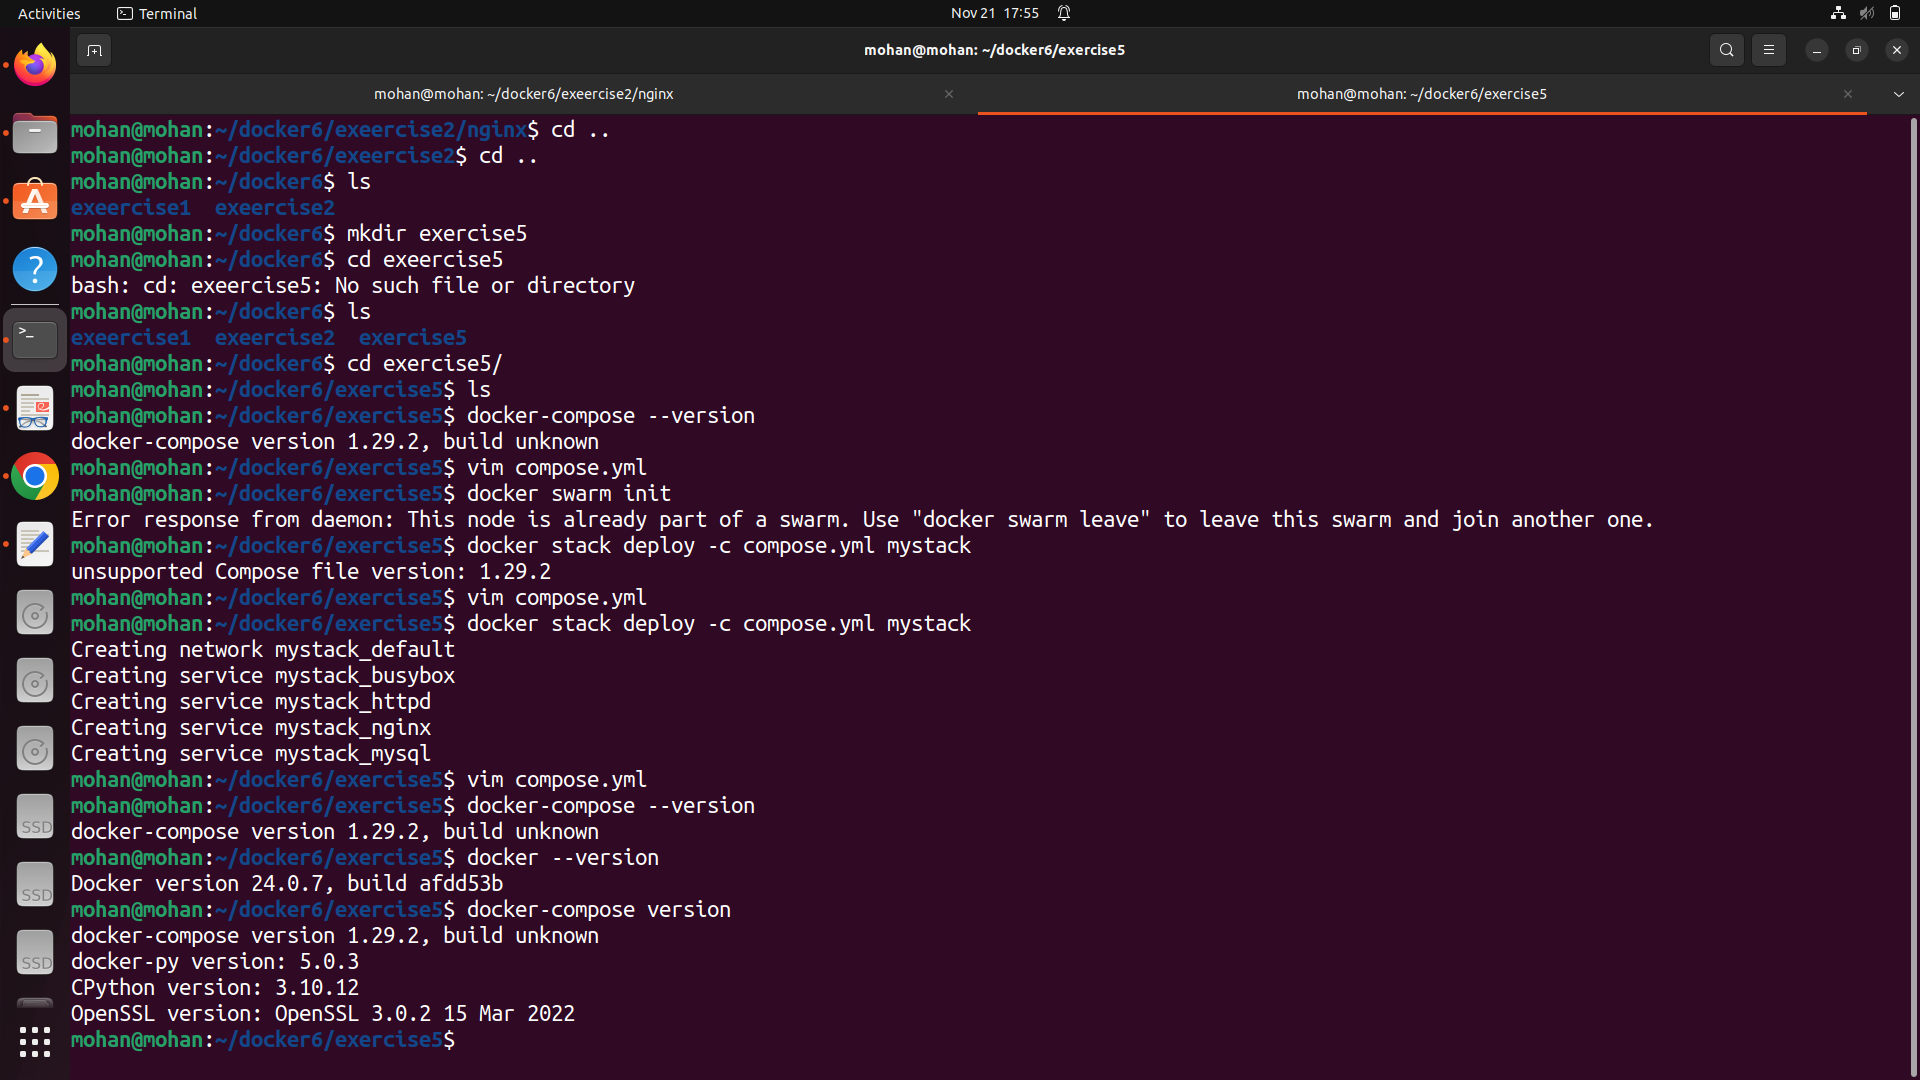 Activities
Terminal
Nov 21 17:55
mohan@mohan: ~/docker6/exercise5
mohan@mohan: ~/docker6/exeercise2/nginx
mohan@mohan: ~/docker6/exercise5
mohan@mohan:~/docker6/exeercise2/nginx$ cd ..
mohan@mohan:~/docker6/exeercise2$ cd ..
mohan@mohan:~/docker6$ ls
exeercise1  exeercise2
mohan@mohan:~/docker6$ mkdir exercise5
mohan@mohan:~/docker6$ cd exeercise5
bash: cd: exeercise5: No such file or directory
mohan@mohan:~/docker6$ ls
exeercise1  exeercise2  exercise5
mohan@mohan:~/docker6$ cd exercise5/
mohan@mohan:~/docker6/exercise5$ ls
mohan@mohan:~/docker6/exercise5$ docker-compose --version
docker-compose version 1.29.2, build unknown
mohan@mohan:~/docker6/exercise5$ vim compose.yml
mohan@mohan:~/docker6/exercise5$ docker swarm init
Error response from daemon: This node is already part of a swarm. Use "docker swarm leave" to leave this swarm and join another one.
mohan@mohan:~/docker6/exercise5$ docker stack deploy -c compose.yml mystack
unsupported Compose file version: 1.29.2
mohan@mohan:~/docker6/exercise5$ vim compose.yml
mohan@mohan:~/docker6/exercise5$ docker stack deploy -c compose.yml mystack
Creating network mystack_default
Creating service mystack_busybox
Creating service mystack_httpd
Creating service mystack_nginx
Creating service mystack_mysql
mohan@mohan:~/docker6/exercise5$ vim compose.yml
mohan@mohan:~/docker6/exercise5$ docker-compose --version
docker-compose version 1.29.2, build unknown
mohan@mohan:~/docker6/exercise5$ docker --version
Docker version 24.0.7, build afdd53b
mohan@mohan:~/docker6/exercise5$ docker-compose version
docker-compose version 1.29.2, build unknown
docker-py version: 5.0.3
CPython version: 3.10.12
OpenSSL version: OpenSSL 3.0.2 15 Mar 2022
mohan@mohan:~/docker6/exercise5$
SSD
SSD
SSD